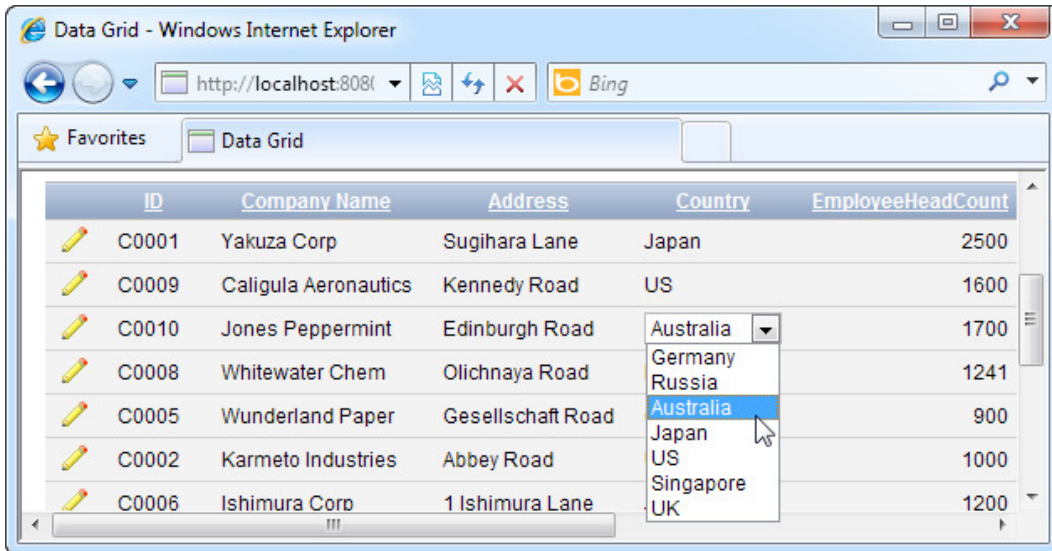 Data Grid - Windows Internet Explorer
http://localhost:808
Bing
Favorites
Data Grid
ID Company Name Address Country EmployeeHeadCount
C0001 Yakuza Corp Sugihara Lane Japan 2500
C0009 Caligula Aeronautics Kennedy Road US 1600
C0010 Jones Peppermint Edinburgh Road Australia 1700
Germany
C0008 Whitewater Chem Olichnaya Road Russia 1241
Australia
C0005 Wunderland Paper Gesellschaft Road 900
Japan
C0002 Karmeto Industries Abbey Road US 1000
Singapore
C0006 Ishimura Corp 1 Ishimura Lane UK 1200